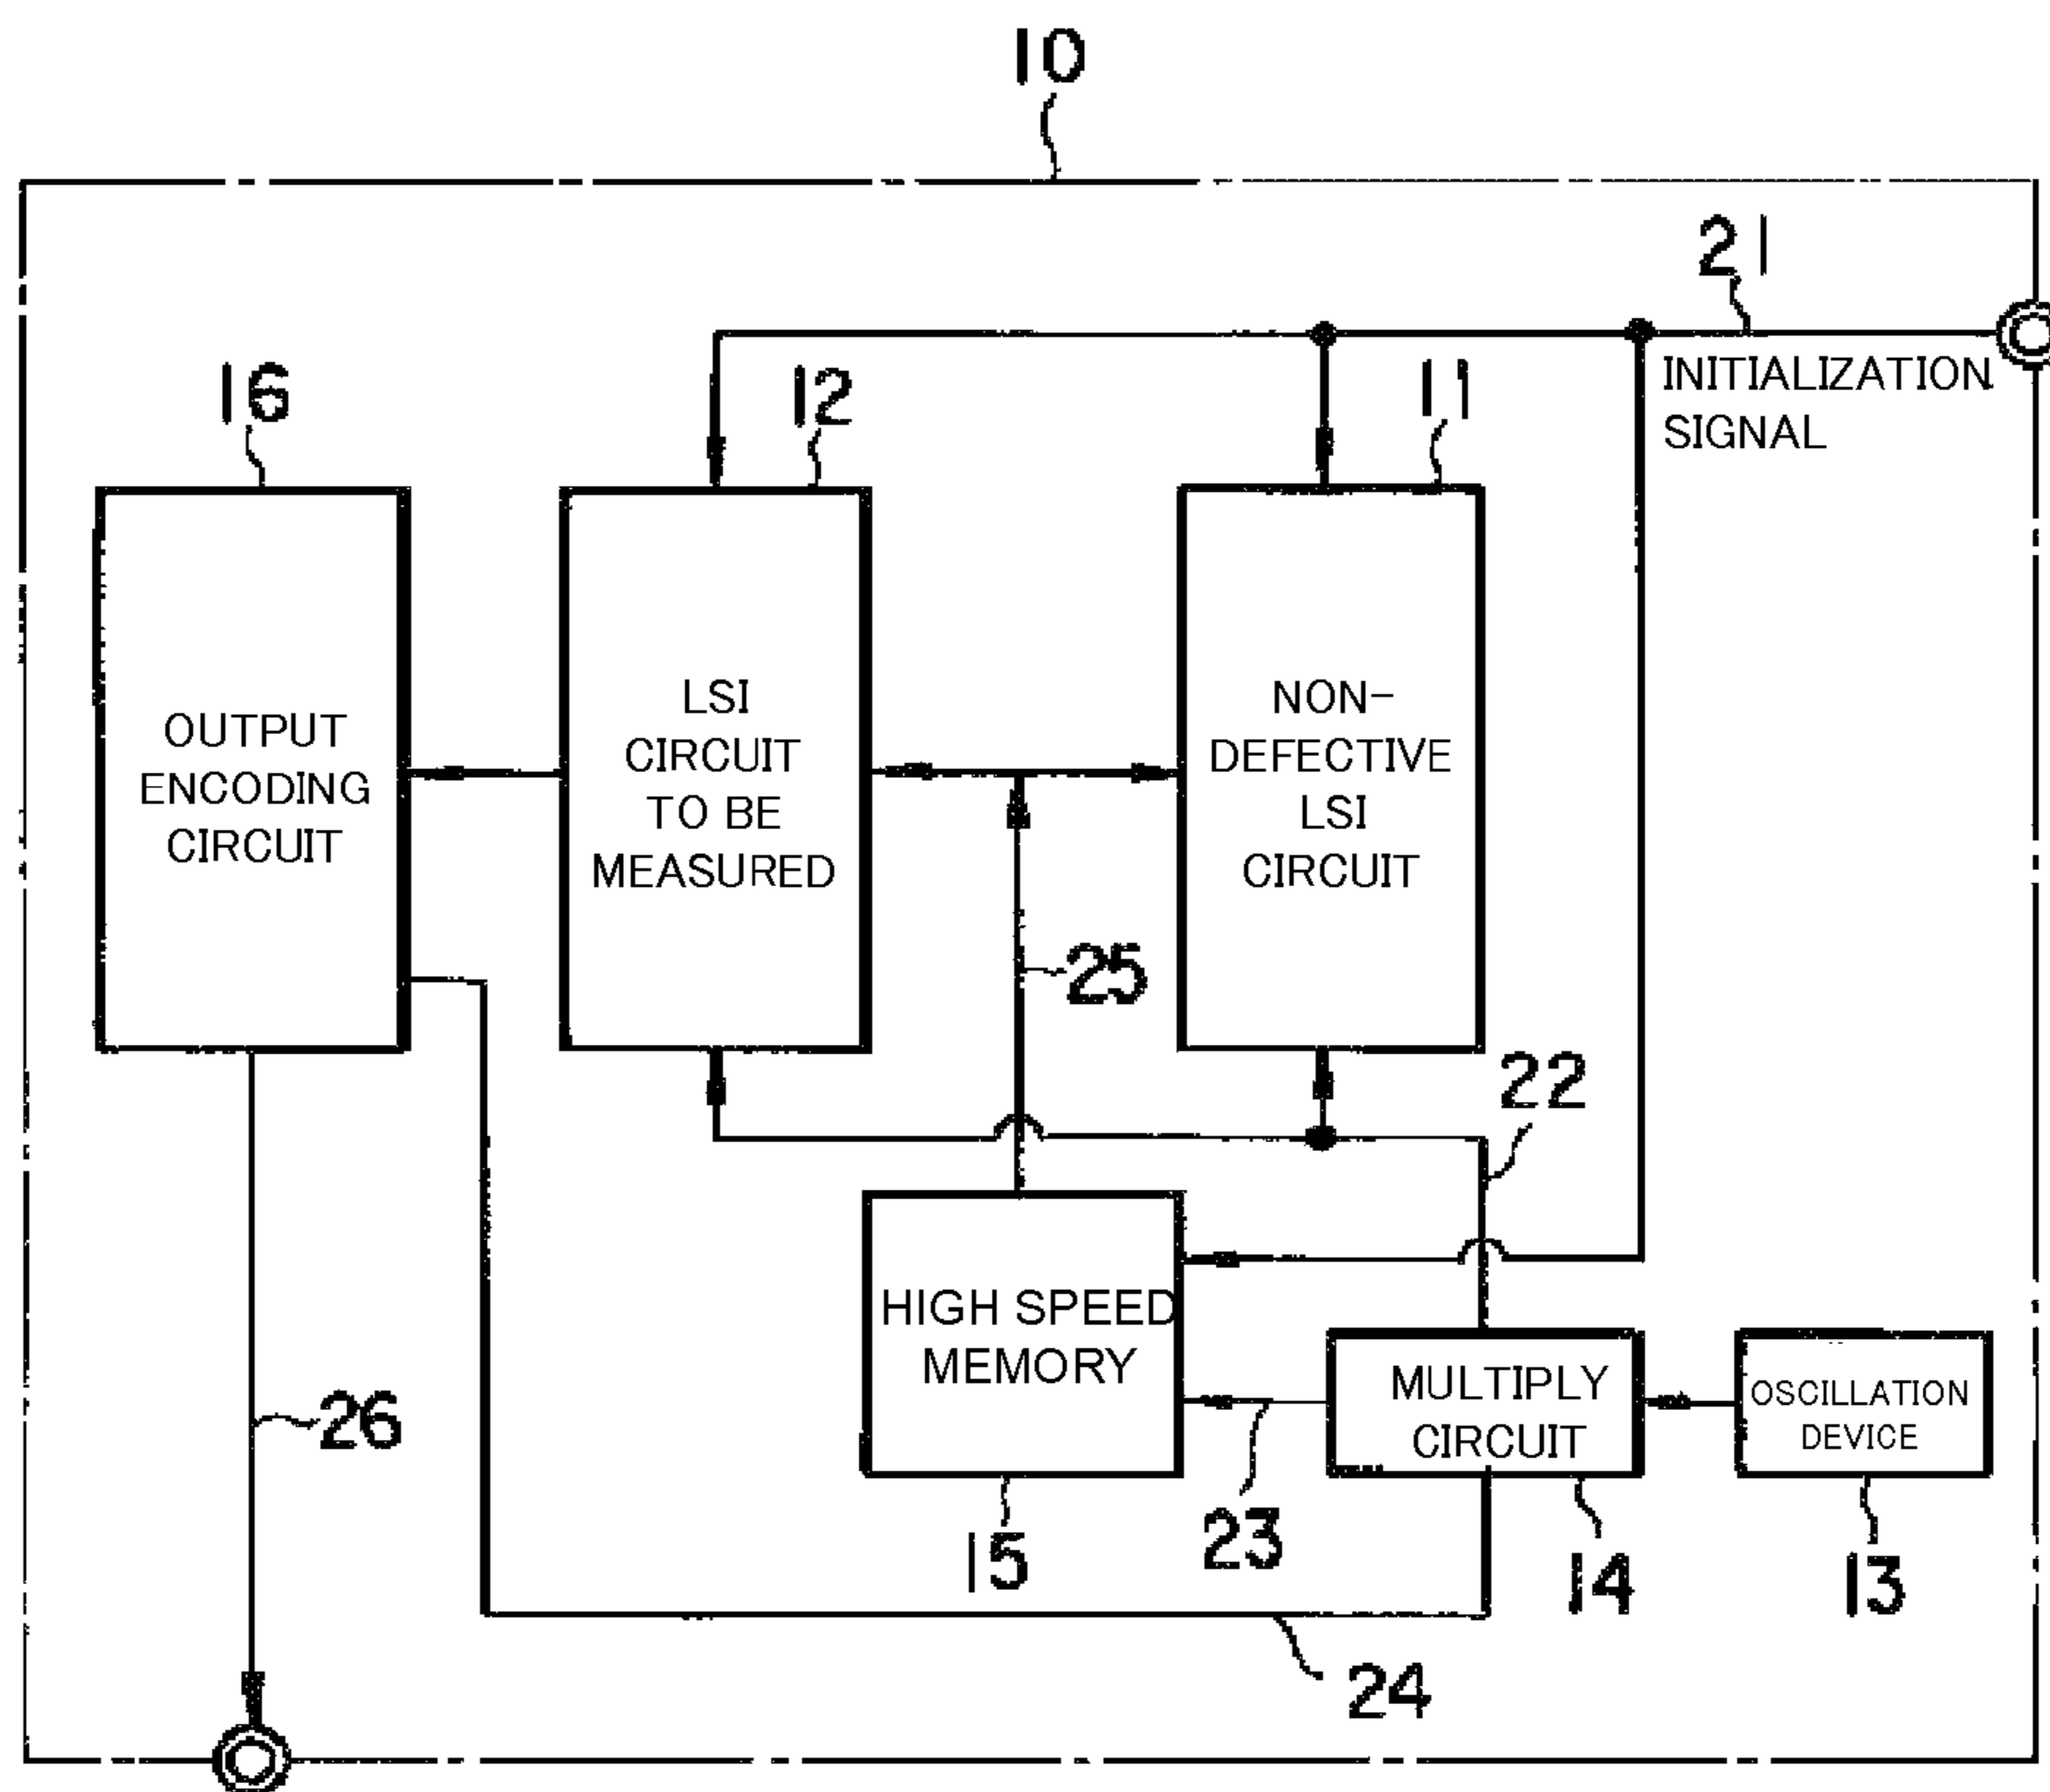 10
21
INITIALIZATION
SIGNAL
16
12
11
OUTPUT
ENCODING
CIRCUIT
LSI
CIRCUIT
TO BE
MEASURED
NON-
DEFECTIVE
LSI
CIRCUIT
25
22
HIGH SPEED
MEMORY
MULTIPLY
CIRCUIT
OSCILLATION
DEVICE
26
23
15
14
13
24